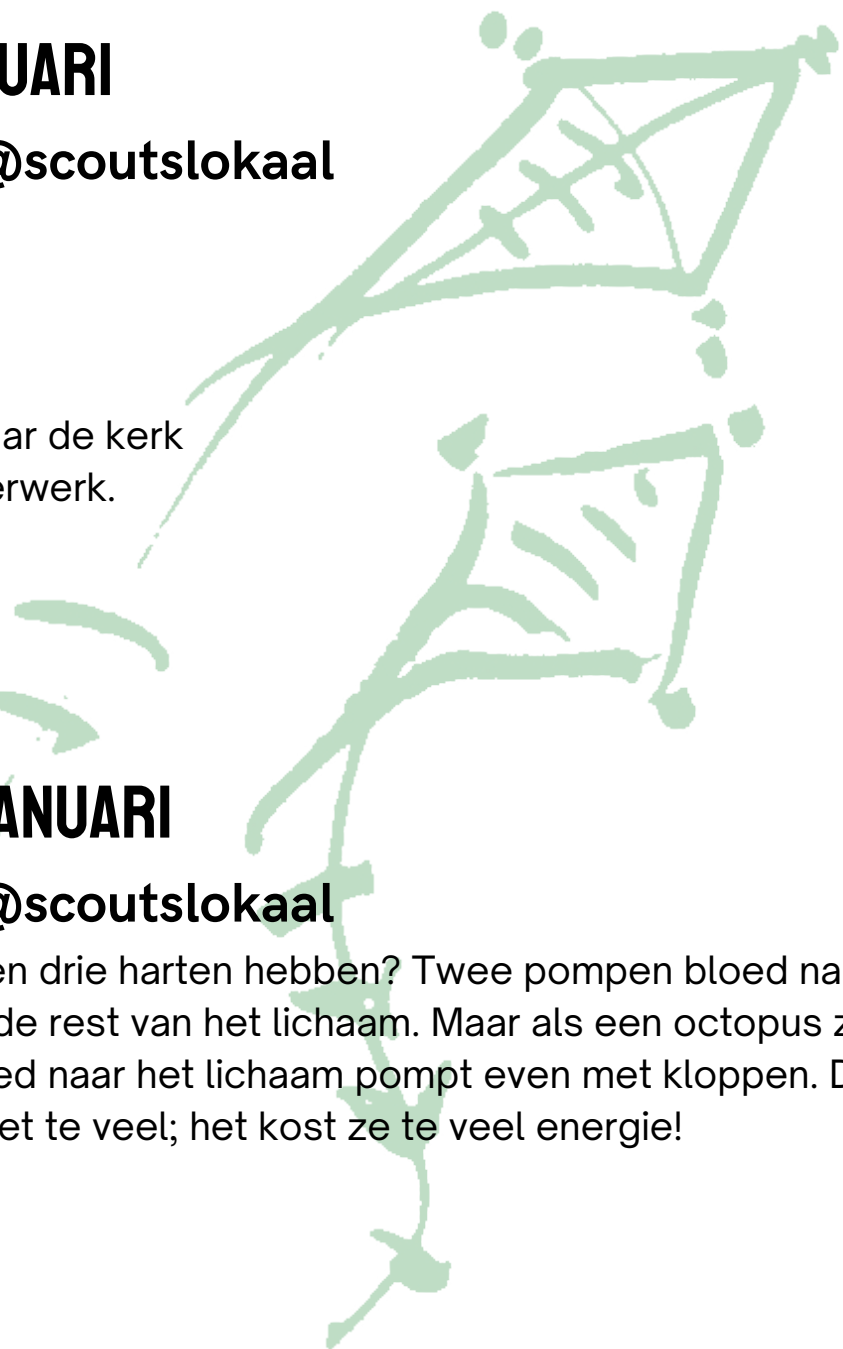 UARI
@scoutslokaal
ar de kerk
erwerk.
ANUARI
@scoutslokaal
en drie harten hebben? Twee pompen bloed na
de rest van het lichaam. Maar als een octopus z
ed naar het lichaam pompt even met kloppen. D
et te veel; het kost ze te veel energie!